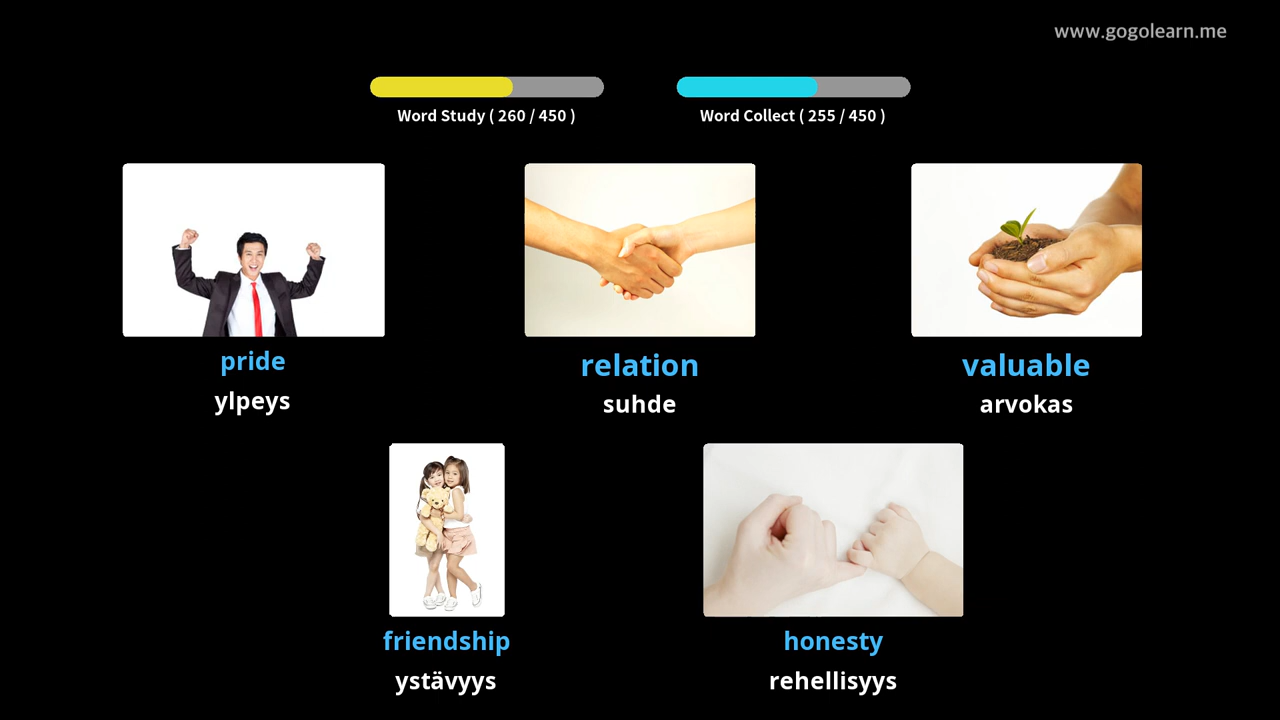 www.gogolearn.me
Word Study ( 260 / 450 )
Word Collect ( 255 / 450 )
pride
ylpeys
relation
suhde
valuable
arvokas
friendship
ystävyys
honesty
rehellisyys